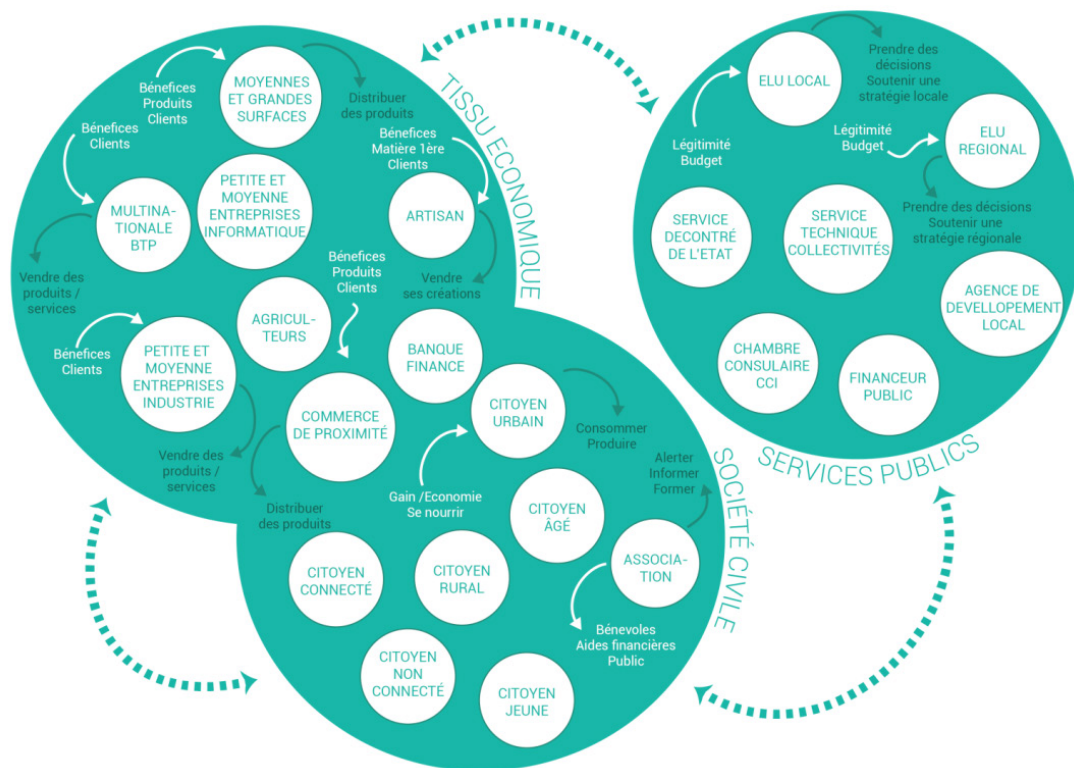 TISSU ECONOMIQUE
Bénéfices
Produits
Clients
MOYENNES
ET GRANDES
SURFACES
Distribuer
des produits
Bénéfices
Clients
MULTINA-
TIONALE
BTP
Vendre des
produits /
services
PETITE ET
MOYENNE
ENTREPRISES
INFORMATIQUE
Bénéfices
Matière 1ère
Clients
ARTISAN
Vendre
ses créations
Bénéfices
Produits
Clients
AGRICUL-
TEURS
Bénéfices
Clients
PETITE ET
MOYENNE
ENTREPRISES
INDUSTRIE
Vendre des
produits /
services
BANQUE
FINANCE
COMMERCE
DE PROXIMITÉ
Distribuer
des produits
SOCIÉTÉ CIVILE
CITOYEN
URBAIN
Consommer
Produire
Gain /Economie
Se nourrir
CITOYEN
ÂGÉ
Alerter
Informer
Former
ASSOCIA-
TION
Bénevoles
Aides financières
Public
CITOYEN
CONNECTÉ
CITOYEN
RURAL
CITOYEN
NON
CONNECTÉ
CITOYEN
JEUNE
SERVICES PUBLICS
ELU LOCAL
Prendre des
décisions
Soutenir une
stratégie locale
Légitimité
Budget
Légitimité
Budget
ELU
REGIONAL
Prendre des décisions
Soutenir une
stratégie régionale
SERVICE
DECONTRÉ
DE L'ETAT
SERVICE
TECHNIQUE
COLLECTIVITÉS
AGENCE DE
DEVELLOPEMENT
LOCAL
CHAMBRE
CONSULAIRE
CCI
FINANCEUR
PUBLIC